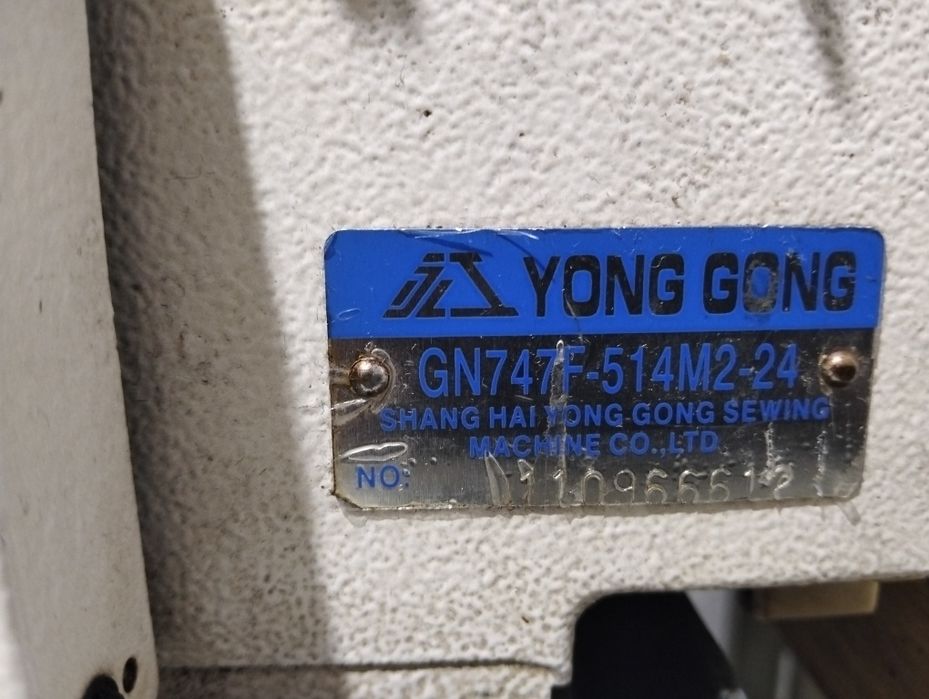 YONG GONG
GN747F-514M2-24
SHANG HAI YONG GONG SEWING
MACHINE CO.,LTD
NO: